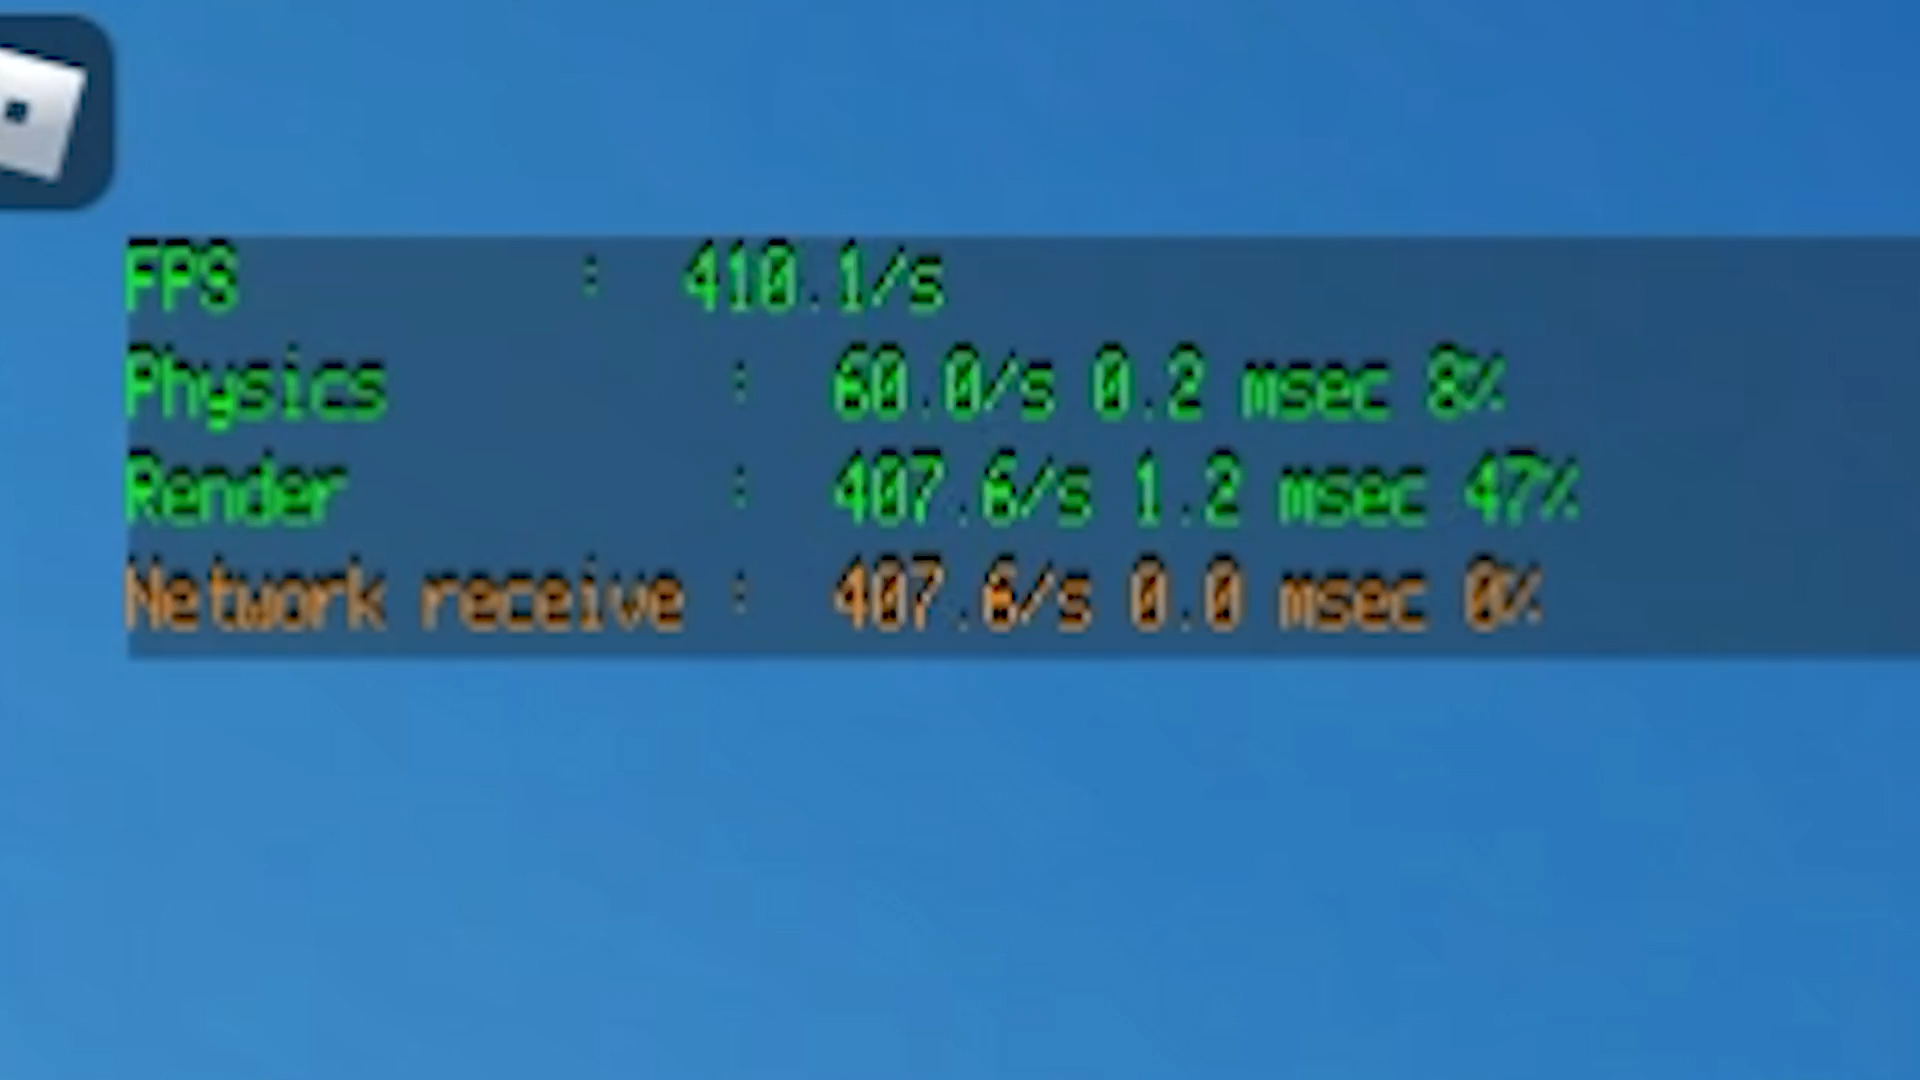 FPS : 410.1/s
Physics : 60.0/s 0.2 msec 8%
Render : 407.6/s 1.2 msec 47%
Network receive : 407.6/s 0.0 msec 0%